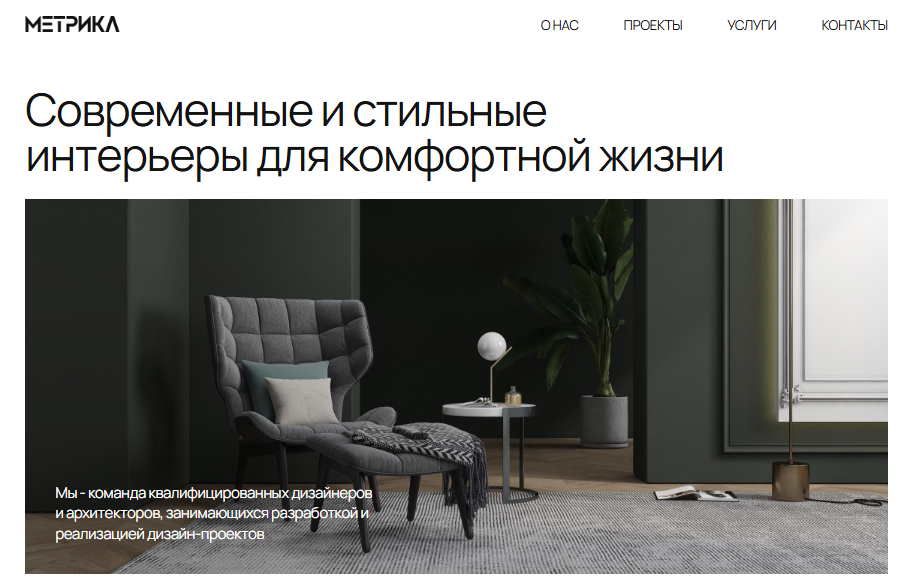 МЕТРИКА
О НАС ПРОЕКТЫ УСЛУГИ КОНТАКТЫ
Современные и стильные
интерьеры для комфортной жизни
Мы - команда квалифицированных дизайнеров
и архитекторов, занимающихся разработкой и
реализацией дизайн-проектов